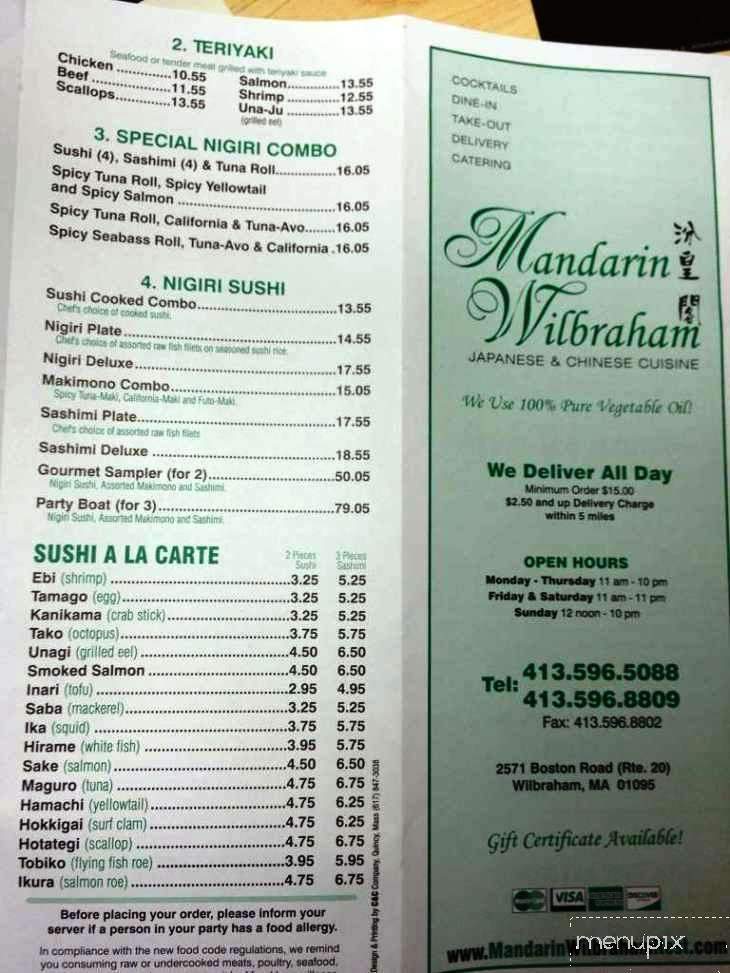 2. TERIYAKI
Seafood or tender meat grilled with teriyaki sauce
Chicken ..............10.55
Beef ....................11.55
Scallops...............13.55
Salmon................13.55
Shrimp ................12.55
Una-Ju ................13.55
(grilled eel)
3. SPECIAL NIGIRI COMBO
Sushi (4), Sashimi (4) & Tuna Roll.....................16.05
Spicy Tuna Roll, Spicy Yellowtail
and Spicy Salmon ......................................16.05
Spicy Tuna Roll, California & Tuna-Avo.......16.05
Spicy Seabass Roll, Tuna-Avo & California .16.05
4. NIGIRI SUSHI
Sushi Cooked Combo...................................13.55
Chef's choice of cooked sushi.
Nigiri Plate....................................................14.55
Chef's choice of assorted raw fish filets on seasoned sushi rice.
Nigiri Deluxe..................................................17.55
Makimono Combo.........................................15.05
Spicy Tuna-Maki, California-Maki and Futo-Maki.
Sashimi Plate.................................................17.55
Chef's choice of assorted raw fish filets
Sashimi Deluxe ..............................................18.55
Gourmet Sampler (for 2)................................50.05
Nigiri Sushi, Assorted Makimono and Sashimi.
Party Boat (for 3)...........................................79.05
Nigiri Sushi, Assorted Makimono and Sashimi.
SUSHI A LA CARTE
2 Pieces Sushi 3 Pieces Sashimi
Ebi (shrimp) ........................................3.25 5.25
Tamago (egg)......................................3.25 5.25
Kanikama (crab stick)..........................3.25 5.25
Tako (octopus).....................................3.75 5.75
Unagi (grilled eel) ...............................4.50 6.50
Smoked Salmon .................................4.50 6.50
Inari (tofu) ..........................................2.95 4.95
Saba (mackerel)..................................3.25 5.25
Ika (squid) ..........................................3.75 5.75
Hirame (white fish) .............................3.95 5.75
Sake (salmon).....................................4.50 6.50
Maguro (tuna) .....................................4.75 6.75
Hamachi (yellowtail).............................4.75 6.25
Hokkigai (surf clam) .............................4.75 6.25
Hotategi (scallop) ................................4.75 6.75
Tobiko (flying fish roe) .........................3.95 5.95
Ikura (salmon roe).................................4.75 6.75
Before placing your order, please inform your
server if a person in your party has a food allergy.
In compliance with the new food code regulations, we remind
you consuming raw or undercooked meats, poultry, seafood,
Design & Printing by C&C Company, Quincy, Mass (617) 847-3038
COCKTAILS
DINE-IN
TAKE-OUT
DELIVERY
CATERING
Mandarin
Wilbraham
JAPANESE & CHINESE CUISINE
We Use 100% Pure Vegetable Oil!
We Deliver All Day
Minimum Order $15.00
$2.50 and up Delivery Charge
within 5 miles
OPEN HOURS
Monday - Thursday 11 am - 10 pm
Friday & Saturday 11 am - 11 pm
Sunday 12 noon - 10 pm
Tel: 413.596.5088
413.596.8809
Fax: 413.596.8802
2571 Boston Road (Rte. 20)
Wilbraham, MA 01095
Gift Certificate Available!
VISA
DISCOVER
menupix